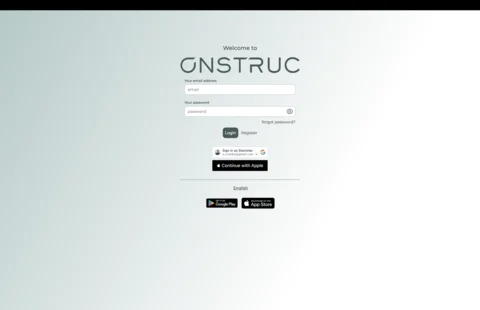 Welcome to
ONSTRUC
Your email address
email
Your password
password
Forgot password?
Login
Register
Sign in as
Continue with Apple
English
GET IT ON
Google Play
Download on the
App Store